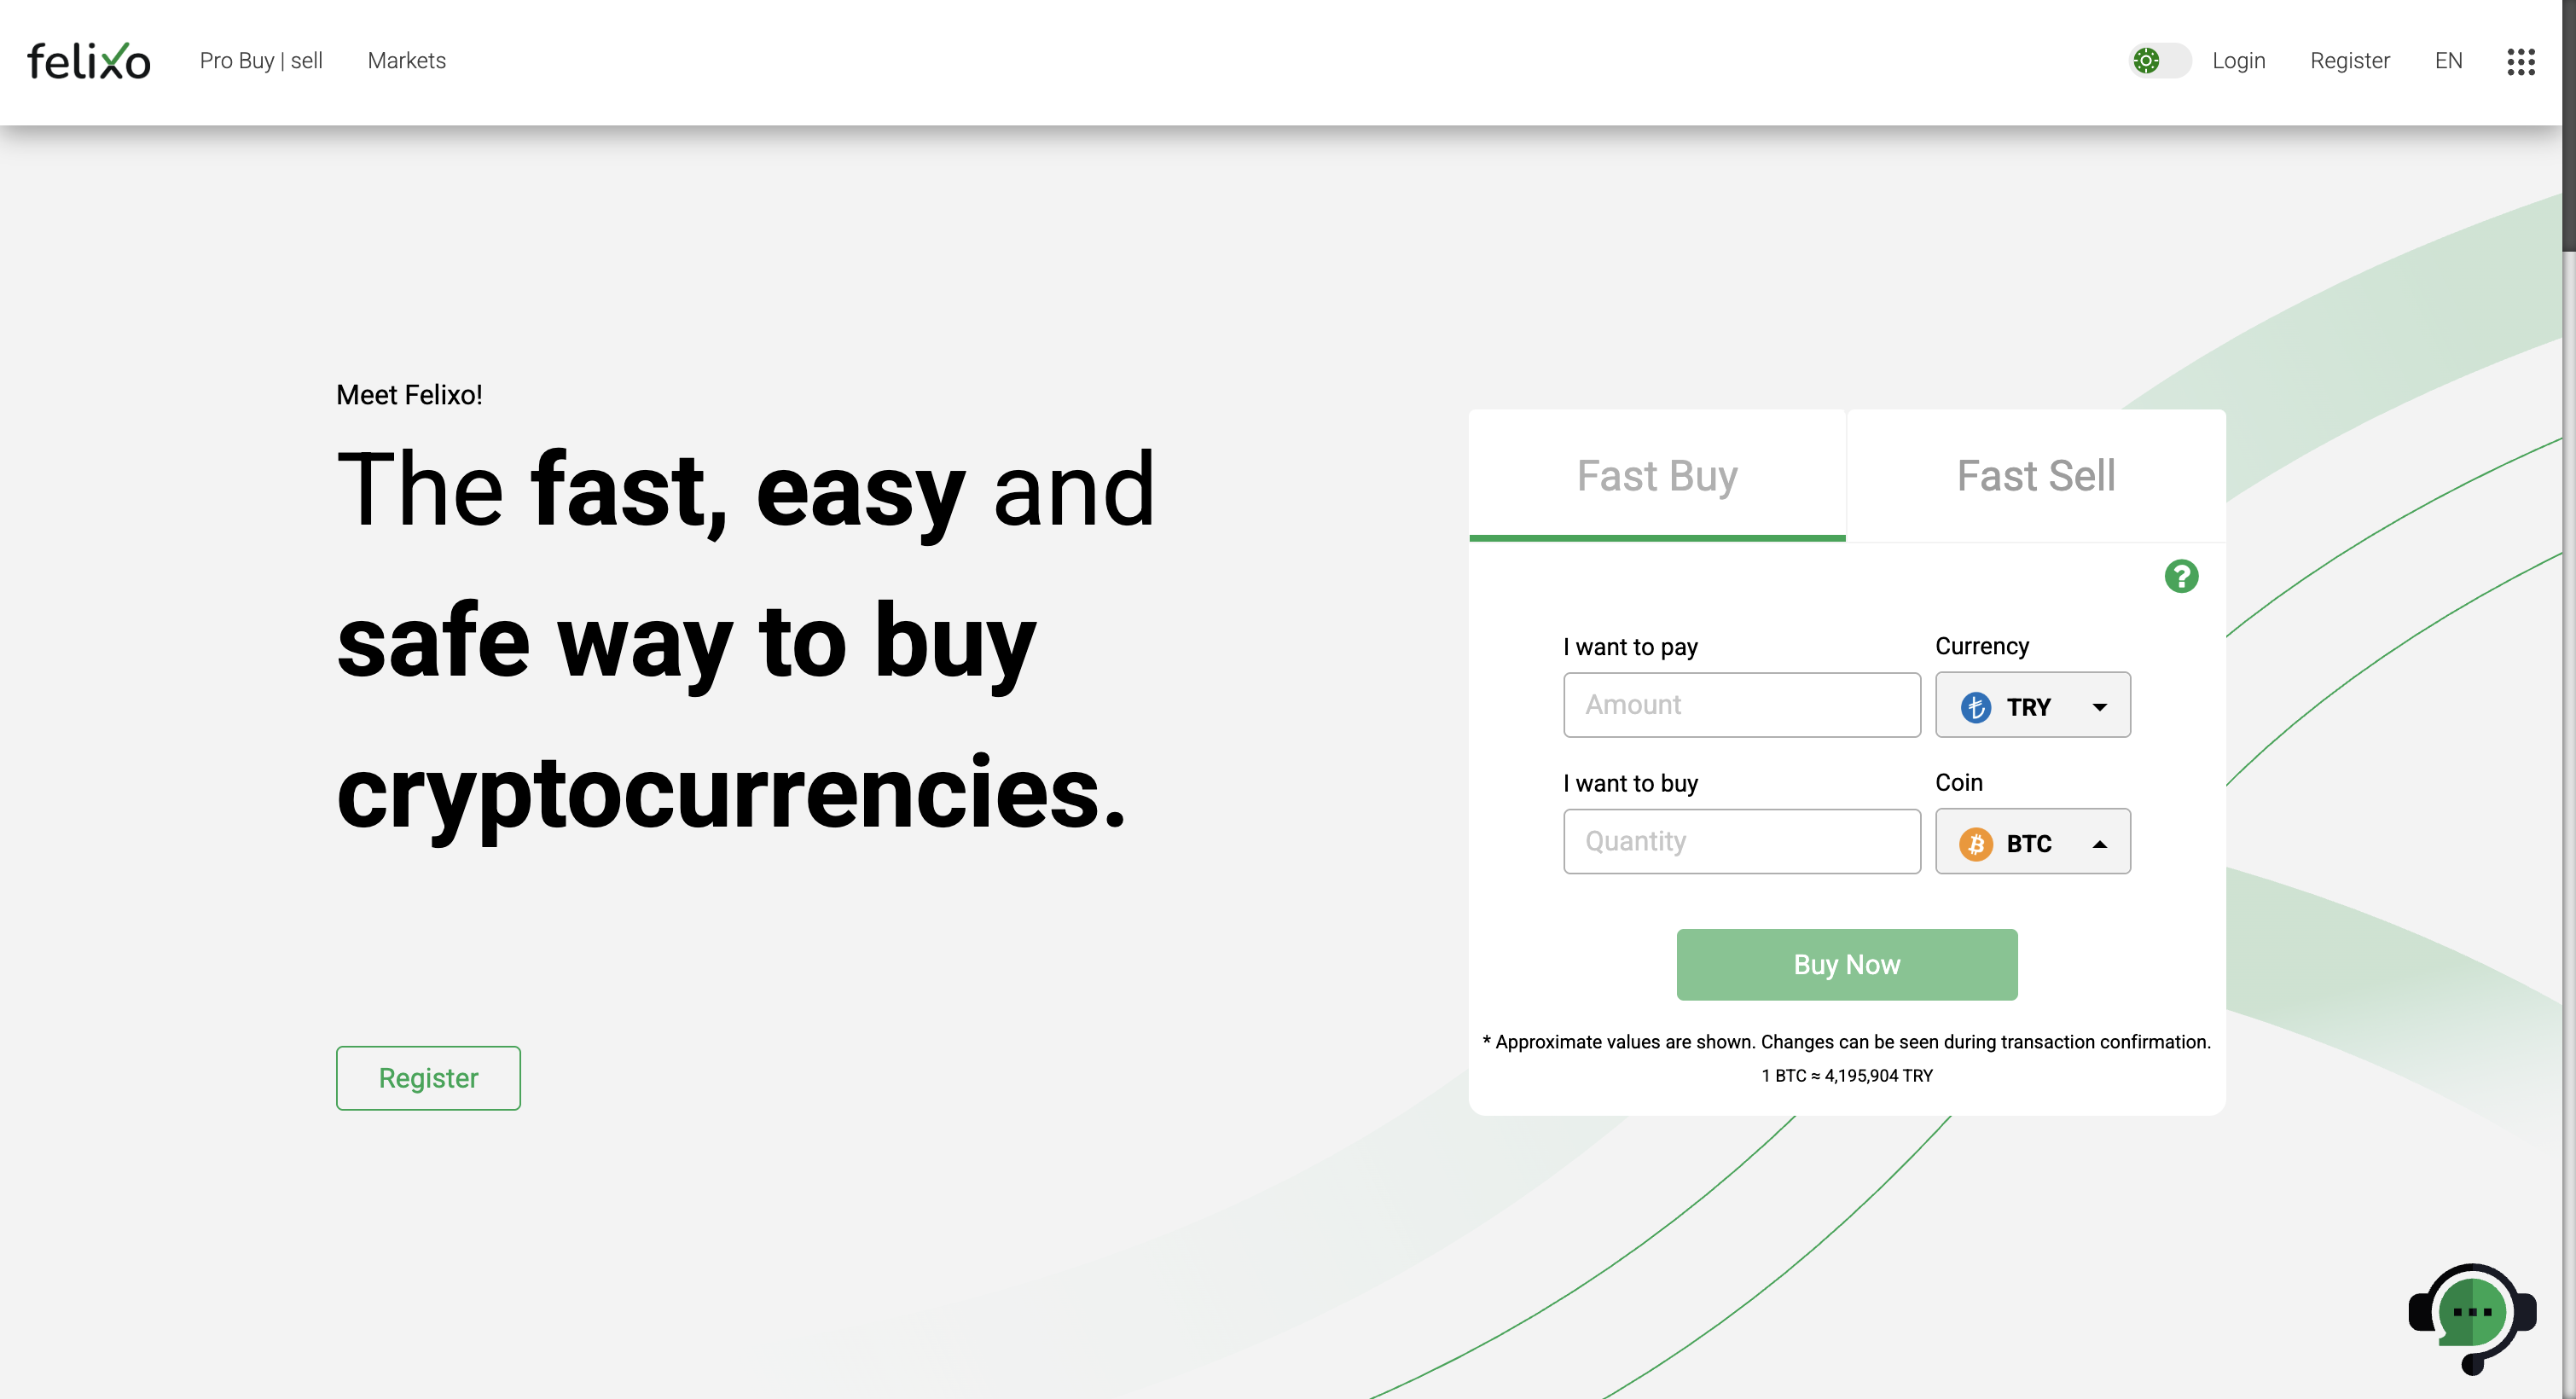 felixo
Pro Buy | sell
Markets
Login
Register
EN
Meet Felixo!
The fast, easy and
safe way to buy
cryptocurrencies.
Register
Fast Buy
Fast Sell
?
I want to pay
Currency
Amount
TRY
I want to buy
Coin
Quantity
BTC
Buy Now
* Approximate values are shown. Changes can be seen during transaction confirmation.
1 BTC ≈ 4,195,904 TRY